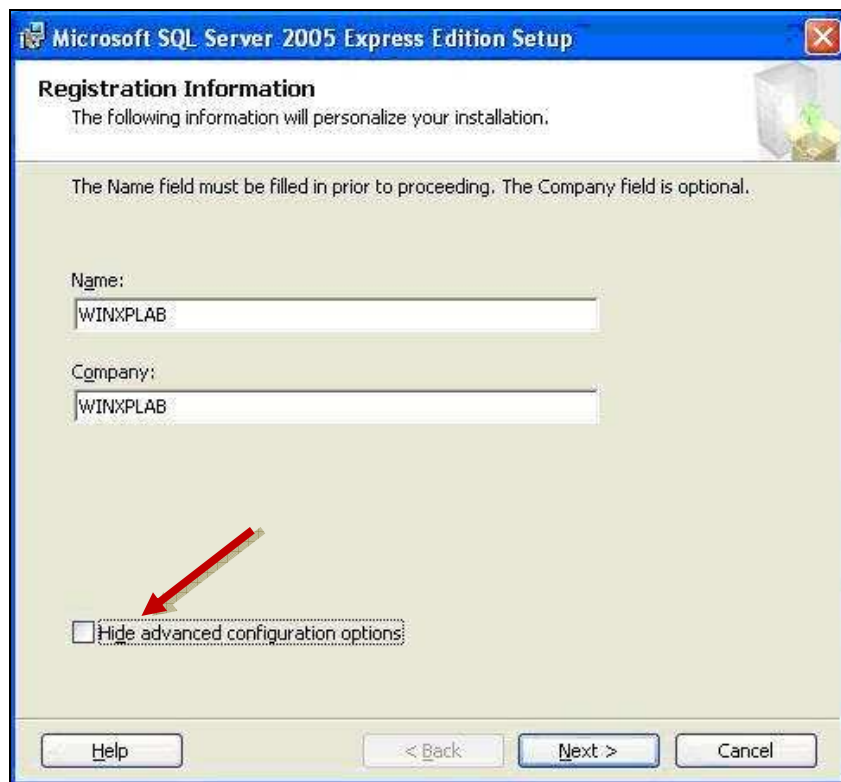 Microsoft SQL Server 2005 Express Edition Setup
Registration Information
The following information will personalize your installation.
The Name field must be filled in prior to proceeding. The Company field is optional.
Name:
WINXPLAB
Company:
WINXPLAB
Hide advanced configuration options
Help < Back Next > Cancel